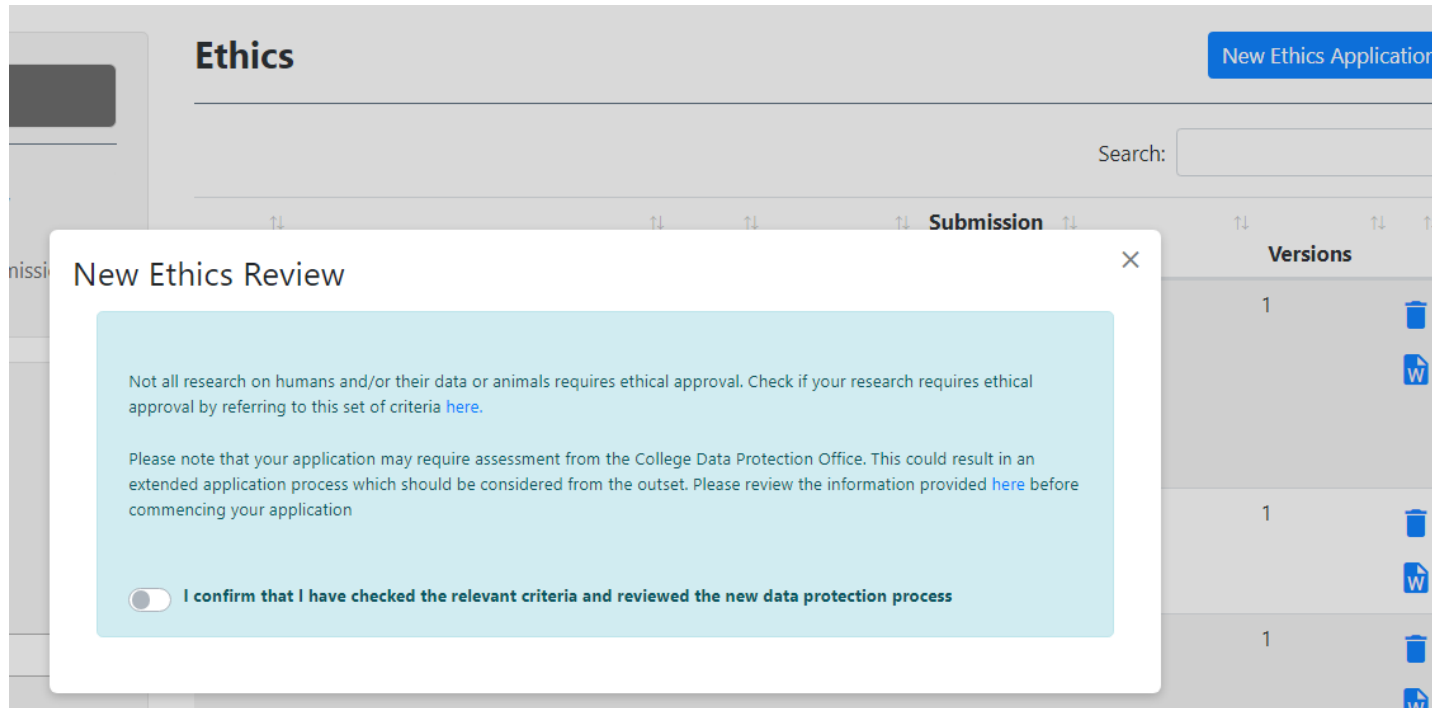 Ethics
New Ethics Application
Search:
Submission
Versions
New Ethics Review
1
Not all research on humans and/or their data or animals requires ethical approval. Check if your research requires ethical
approval by referring to this set of criteria here.
Please note that your application may require assessment from the College Data Protection Office. This could result in an
extended application process which should be considered from the outset. Please review the information provided here before
commencing your application
1
I confirm that I have checked the relevant criteria and reviewed the new data protection process
1